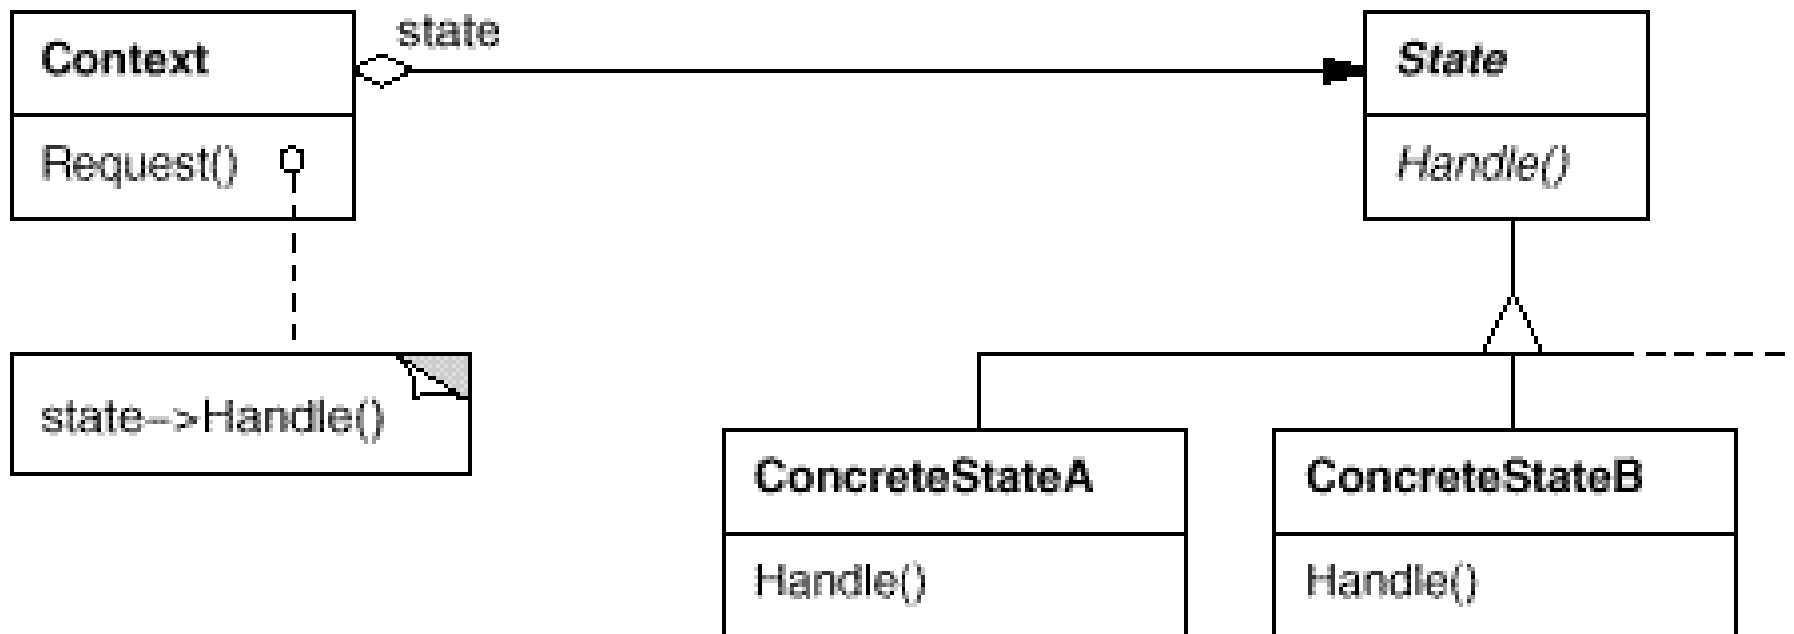 Context
state
State
Request()
Handle()
state–>Handle()
ConcreteStateA
ConcreteStateB
Handle()
Handle()